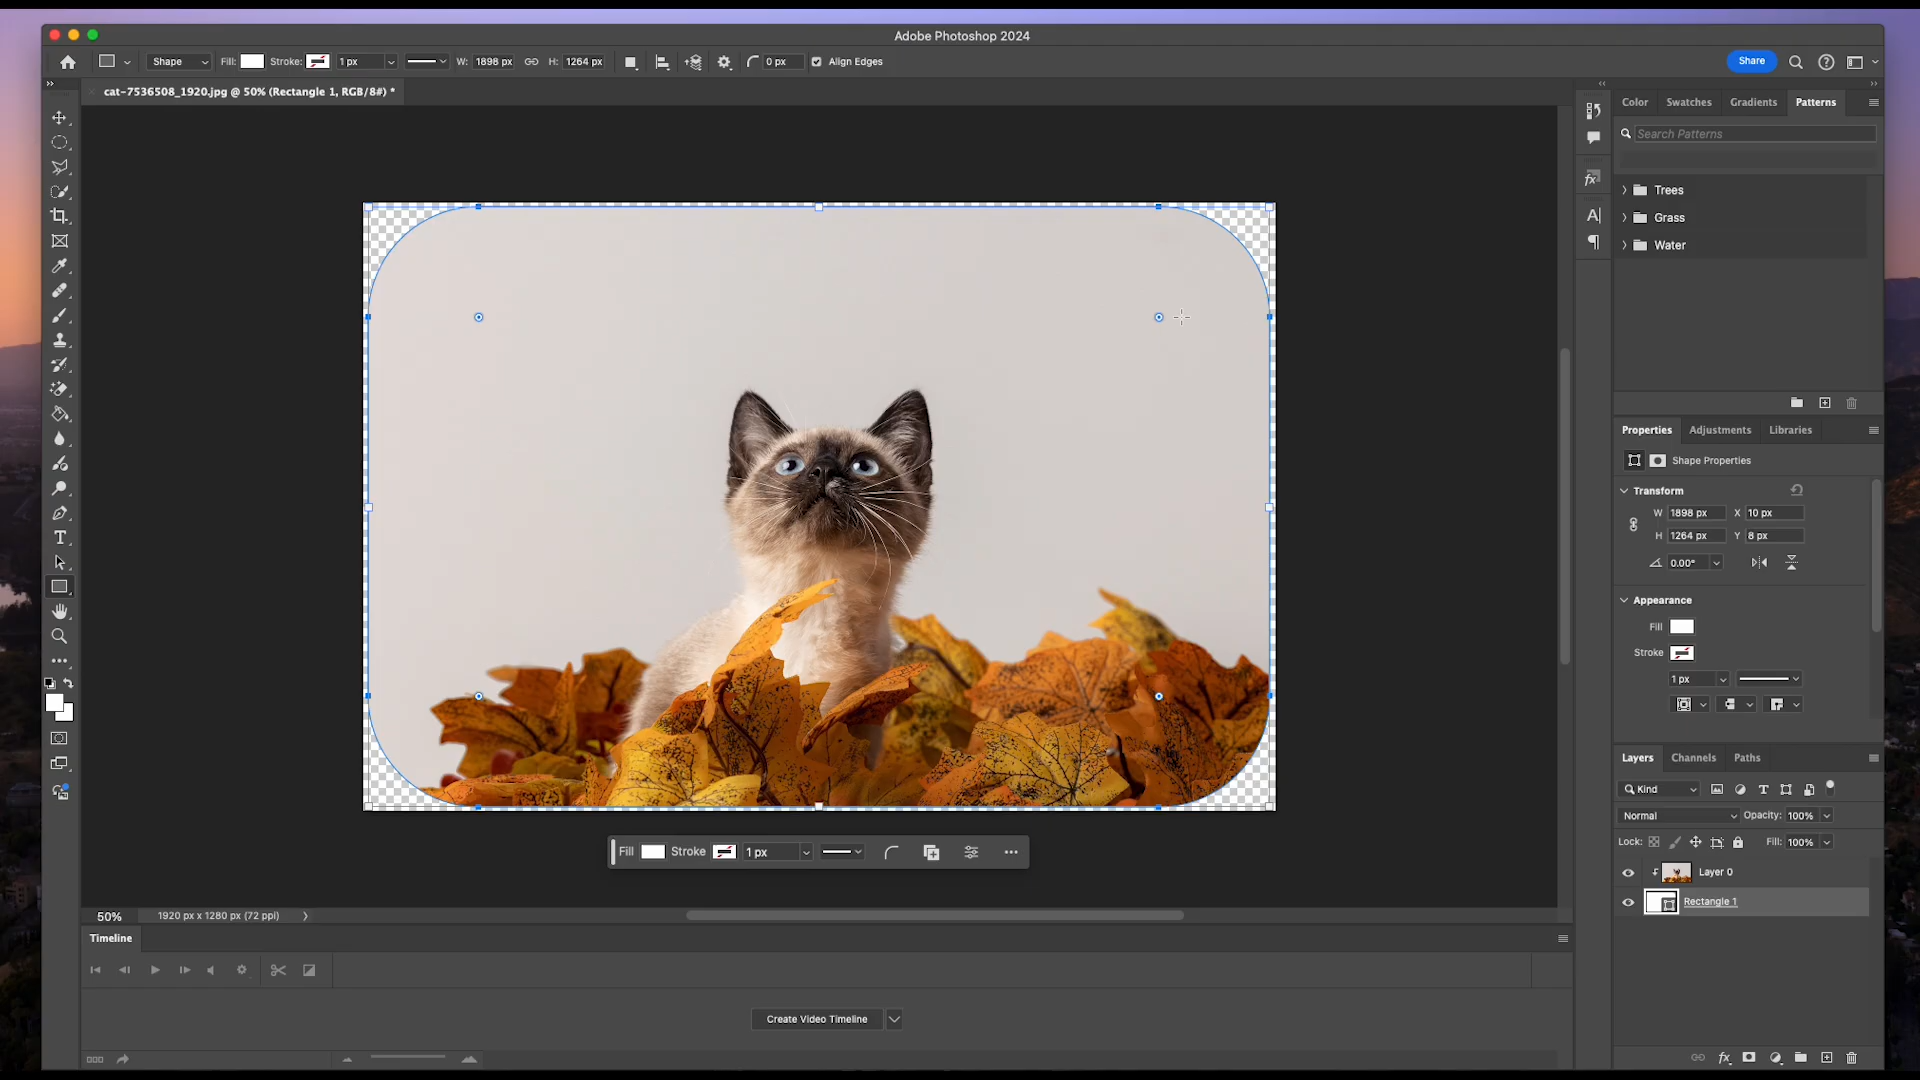 Adobe Photoshop 2024
Shape Fill: Stroke: 1 px W: 1898 px H: 1264 px 0 px Align Edges Share
cat-7536508_1920.jpg @ 50% (Rectangle 1, RGB/8#) *
Color Swatches Gradients Patterns
Search Patterns
Trees
Grass
Water
Properties Adjustments Libraries
Shape Properties
Transform
W 1898 px X 10 px
H 1264 px Y 8 px
0.00°
Appearance
Fill
Stroke
1 px
Layers Channels Paths
Kind
Normal Opacity: 100%
Lock: Fill: 100%
Layer 0
Rectangle 1
Fill Stroke 1 px
50% 1920 px x 1280 px (72 ppi)
Timeline
Create Video Timeline